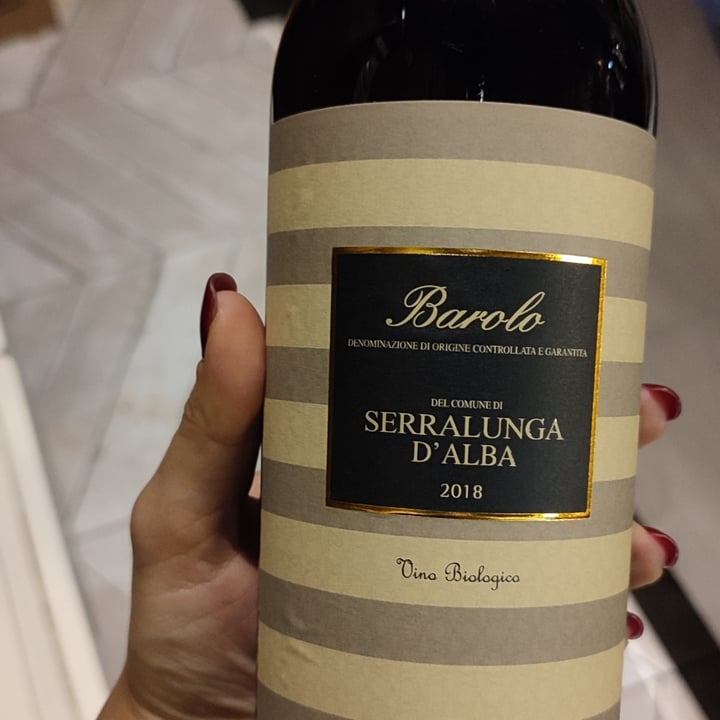 Barolo
DENOMINAZIONE DI ORIGINE CONTROLLATA E GARANTITA
DEL COMUNE DI
SERRALUNGA
D'ALBA
2018
Vino Biologico